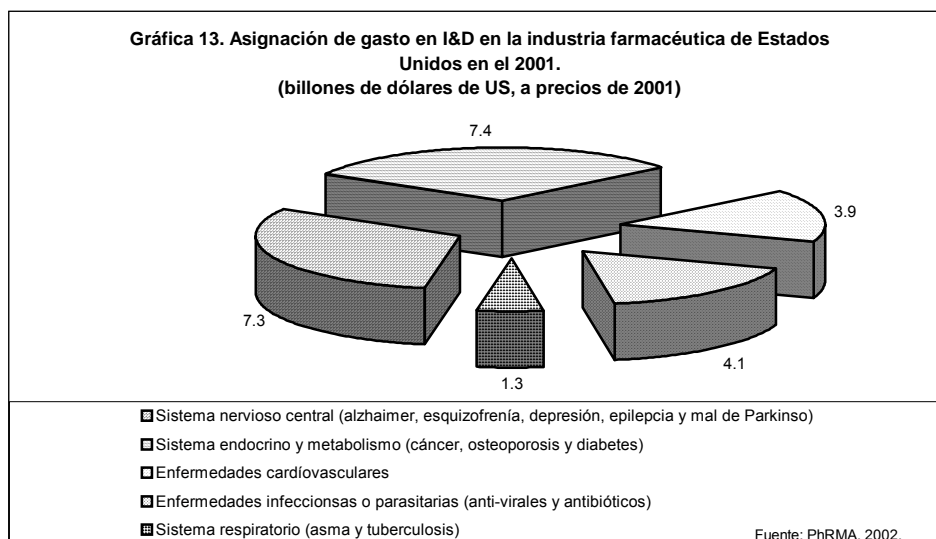 Gráfica 13. Asignación de gasto en I&D en la industria farmacéutica de Estados
Unidos en el 2001.
(billones de dólares de US, a precios de 2001)
7.4
3.9
7.3
4.1
1.3
Sistema nervioso central (alzhaimer, esquizofrenía, depresión, epilepcia y mal de Parkinso)
Sistema endocrino y metabolismo (cáncer, osteoporosis y diabetes)
Enfermedades cardíovasculares
Enfermedades infeccionsas o parasitarias (anti-virales y antibióticos)
Sistema respiratorio (asma y tuberculosis)
Fuente: PhRMA, 2002.